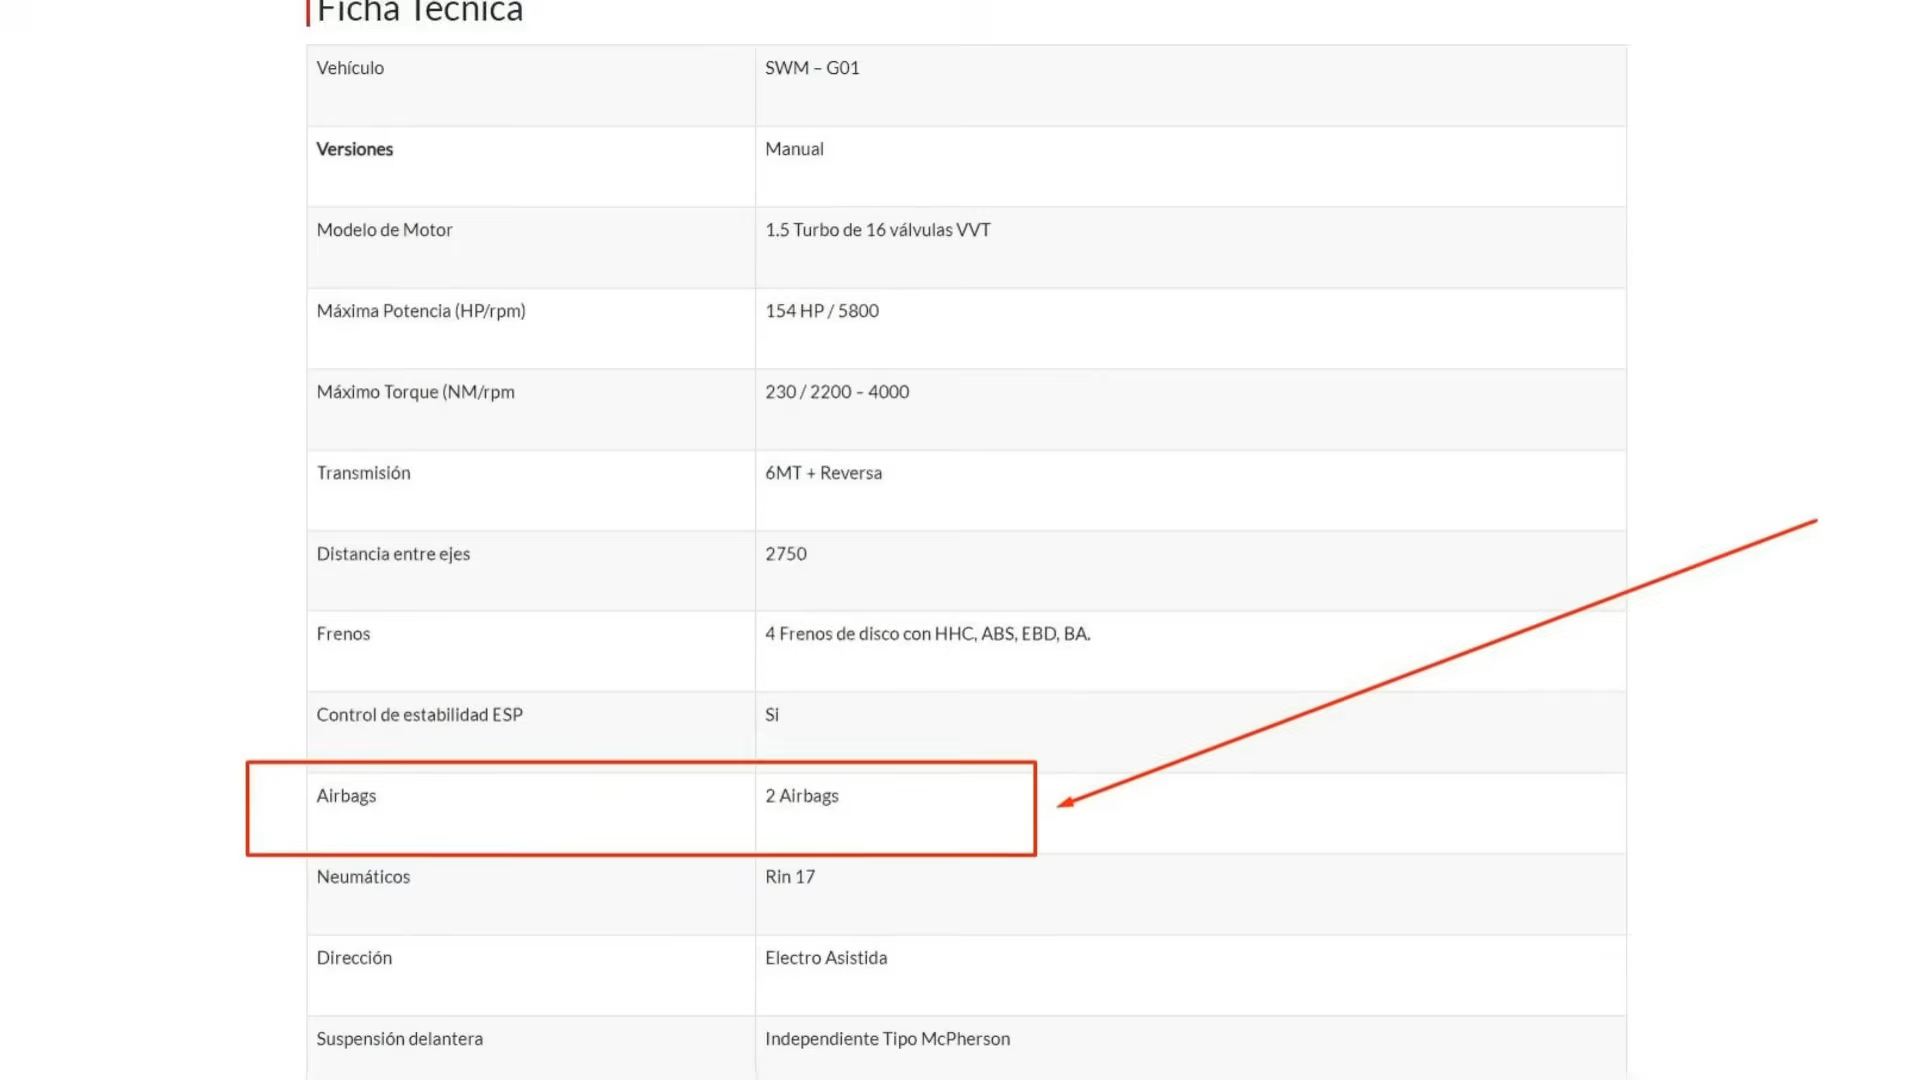 Ficha Técnica
Vehículo SWM – G01
Versiones Manual
Modelo de Motor 1.5 Turbo de 16 válvulas VVT
Máxima Potencia (HP/rpm) 154 HP / 5800
Máximo Torque (NM/rpm 230 / 2200 – 4000
Transmisión 6MT + Reversa
Distancia entre ejes 2750
Frenos 4 Frenos de disco con HHC, ABS, EBD, BA.
Control de estabilidad ESP Si
Airbags 2 Airbags
Neumáticos Rin 17
Dirección Electro Asistida
Suspensión delantera Independiente Tipo McPherson